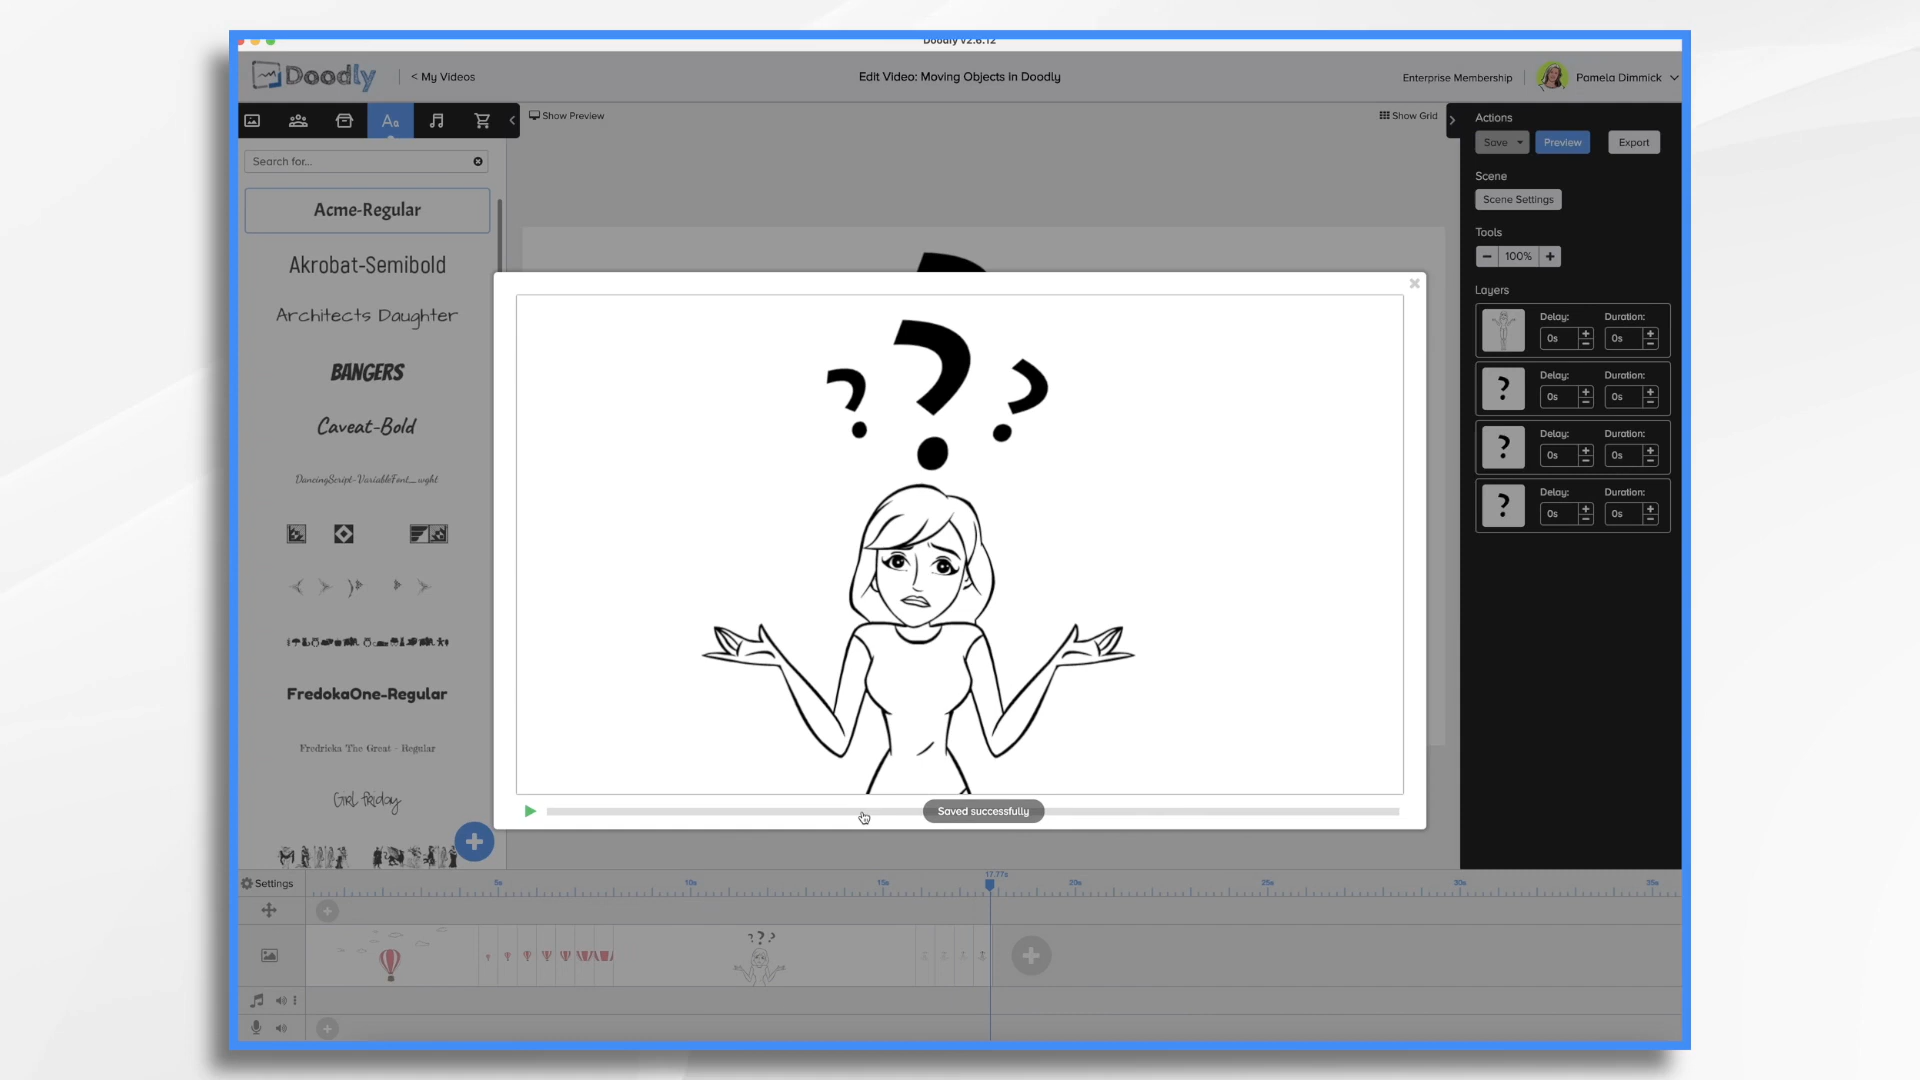 Doodly v2.6.12
Doodly
< My Videos
Edit Video: Moving Objects in Doodly
Enterprise Membership
Pamela Dimmick
Aa
Show Preview
Show Grid
Search for...
Acme-Regular
Akrobat-Semibold
Architects Daughter
BANGERS
Caveat-Bold
DancingScript-VariableFont_wght
FredokaOne-Regular
Fredricka The Great - Regular
Girl friday
? ? ?
Saved successfully
Actions
Save
Preview
Export
Scene
Scene Settings
Tools
100%
Layers
Delay: Duration:
0s 0s
? Delay: Duration:
0s 0s
? Delay: Duration:
0s 0s
? Delay: Duration:
0s 0s
Settings
5s 10s 15s 17.77s 20s 25s 30s 35s
???